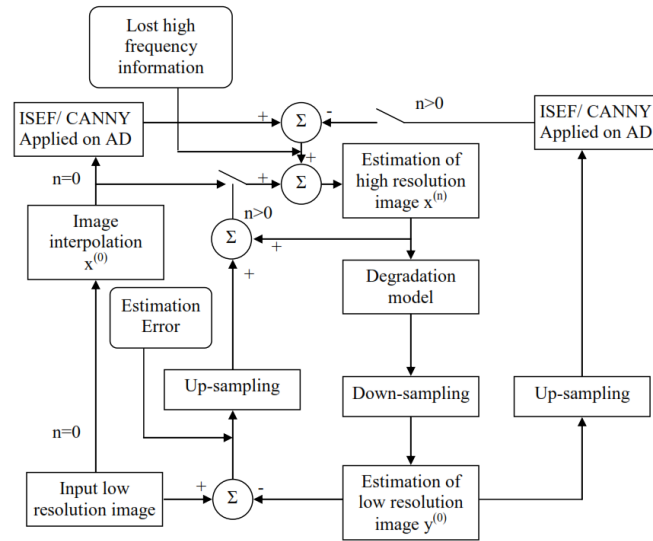 Lost high
frequency
information
ISEF/ CANNY
Applied on AD
+
Σ
-
n>0
ISEF/ CANNY
Applied on AD
+
n=0
+
Σ
Estimation of
high resolution
image x(n)
Image
interpolation
x(0)
n>0
Σ
+
+
Degradation
model
Estimation
Error
Up-sampling
Down-sampling
Up-sampling
n=0
Input low
resolution image
+
Σ
-
Estimation of
low resolution
image y(0)